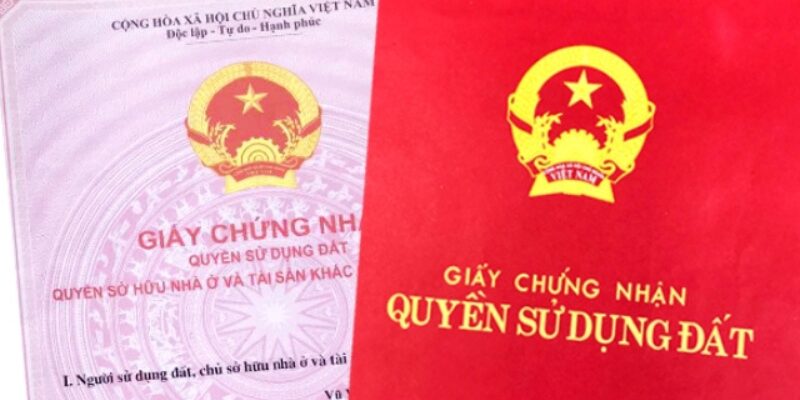 CỘNG HÒA XÃ HỘI CHỦ NGHĨA VIỆT NAM
Độc lập - Tự do - Hạnh phúc
GIẤY CHỨNG NHẬ
QUYỀN SỬ DỤNG ĐẤT
QUYỀN SỞ HỮU NHÀ Ở VÀ TÀI SẢN KHÁC
I. Người sử dụng đất, chủ sở hữu nhà ở và tài
VIỆT NAM
GIẤY CHỨNG NHẬN
QUYỀN SỬ DỤNG ĐẤT